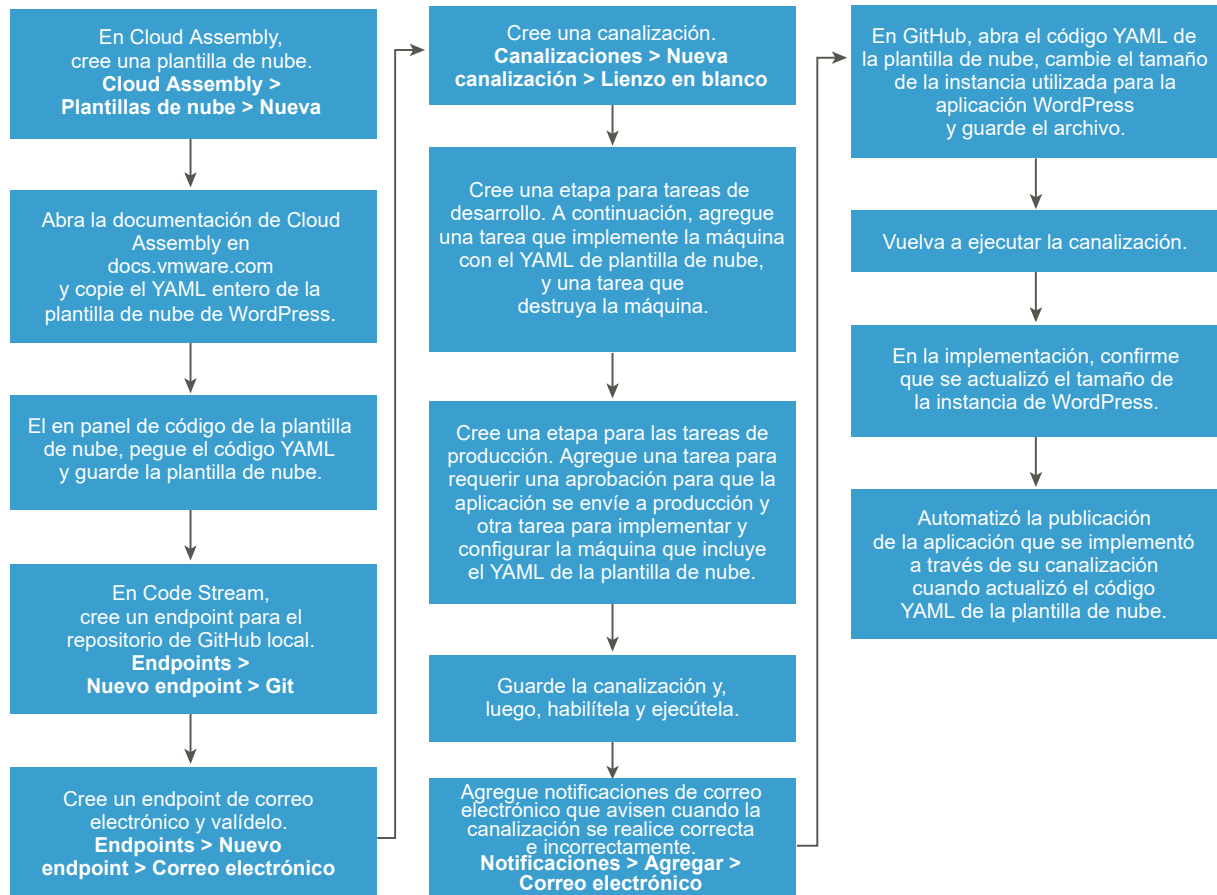 En Cloud Assembly,
cree una plantilla de nube.
Cloud Assembly >
Plantillas de nube > Nueva
Abra la documentación de Cloud
Assembly en
docs.vmware.com
y copie el YAML entero de la
plantilla de nube de WordPress.
El en panel de código de la plantilla
de nube, pegue el código YAML
y guarde la plantilla de nube.
En Code Stream,
cree un endpoint para el
repositorio de GitHub local.
Endpoints >
Nuevo endpoint > Git
Cree un endpoint de correo
electrónico y valídelo.
Endpoints > Nuevo
endpoint > Correo electrónico
Cree una canalización.
Canalizaciones > Nueva
canalización > Lienzo en blanco
Cree una etapa para tareas de
desarrollo. A continuación, agregue
una tarea que implemente la máquina
con el YAML de plantilla de nube,
y una tarea que
destruya la máquina.
Cree una etapa para las tareas de
producción. Agregue una tarea para
requerir una aprobación para que la
aplicación se envíe a producción y
otra tarea para implementar y
configurar la máquina que incluye
el YAML de la plantilla de nube.
Guarde la canalización y,
luego, habilítela y ejecútela.
Agregue notificaciones de correo
electrónico que avisen cuando la
canalización se realice correcta
e incorrectamente.
Notificaciones > Agregar >
Correo electrónico
En GitHub, abra el código YAML de
la plantilla de nube, cambie el tamaño
de la instancia utilizada para la
aplicación WordPress
y guarde el archivo.
Vuelva a ejecutar la canalización.
En la implementación, confirme
que se actualizó el tamaño de
la instancia de WordPress.
Automatizó la publicación
de la aplicación que se implementó
a través de su canalización
cuando actualizó el código
YAML de la plantilla de nube.